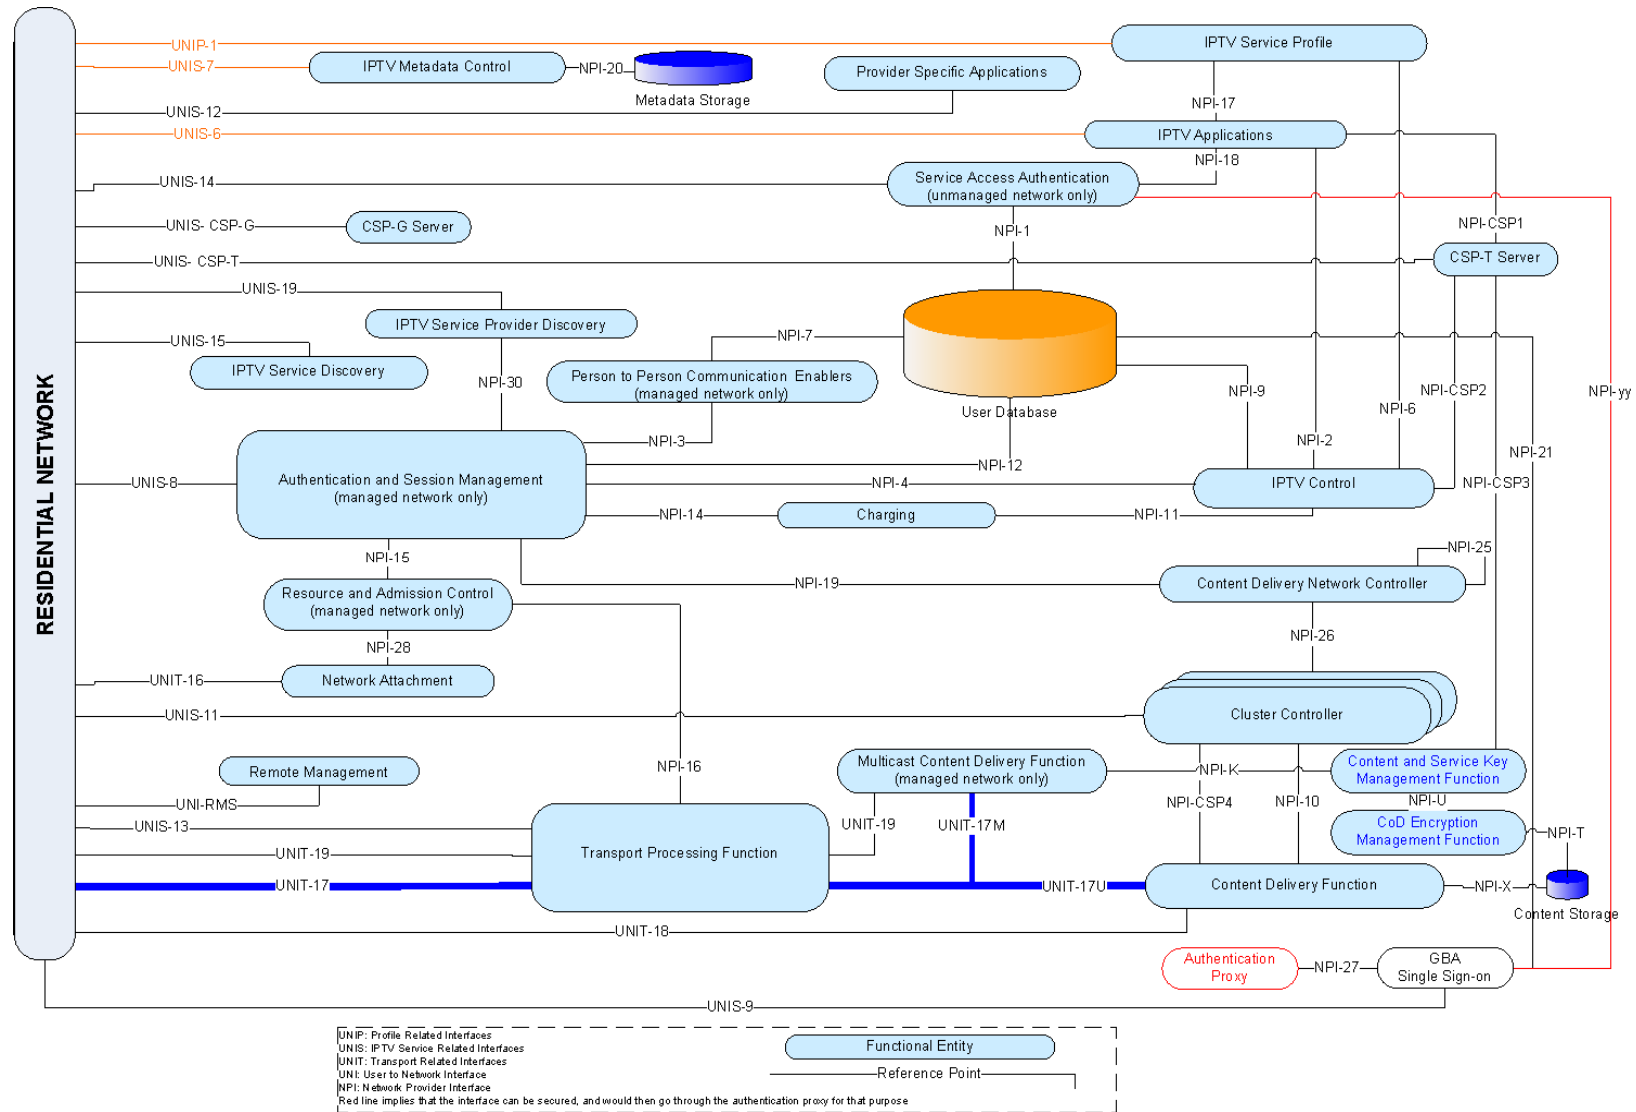 UNIP-1
IPTV Service Profile
UNIS-7
IPTV Metadata Control
NPI-20
Metadata Storage
Provider Specific Applications
UNIS-12
NPI-17
UNIS-6
IPTV Applications
NPI-18
UNIS-14
Service Access Authentication
(unmanaged network only)
UNIS- CSP-G
CSP-G Server
NPI-1
NPI-CSP1
UNIS- CSP-T
CSP-T Server
UNIS-19
IPTV Service Provider Discovery
UNIS-15
NPI-7
IPTV Service Discovery
NPI-30
Person to Person Communication Enablers
(managed network only)
User Database
NPI-9
NPI-6
NPI-CSP2
NPI-yy
RESIDENTIAL NETWORK
NPI-3
NPI-2
NPI-21
NPI-12
UNIS-8
Authentication and Session Management
(managed network only)
NPI-4
IPTV Control
NPI-CSP3
NPI-14
Charging
NPI-11
NPI-15
NPI-25
NPI-19
Content Delivery Network Controller
Resource and Admission Control
(managed network only)
NPI-28
NPI-26
UNIT-16
Network Attachment
UNIS-11
Cluster Controller
Remote Management
NPI-16
Multicast Content Delivery Function
(managed network only)
NPI-K
Content and Service Key
Management Function
UNI-RMS
NPI-CSP4
NPI-10
NPI-U
UNIS-13
UNIT-19
UNIT-17M
CoD Encryption
Management Function
NPI-T
UNIT-19
Transport Processing Function
UNIT-17
UNIT-17U
Content Delivery Function
NPI-X
Content Storage
UNIT-18
Authentication
Proxy
NPI-27
GBA
Single Sign-on
UNIS-9
UNIP: Profile Related Interfaces
UNIS: IPTV Service Related Interfaces
UNIT: Transport Related Interfaces
UNI: User to Network Interface
NPI: Network Provider Interface
Red line implies that the interface can be secured, and would then go through the authentication proxy for that purpose
Functional Entity
Reference Point